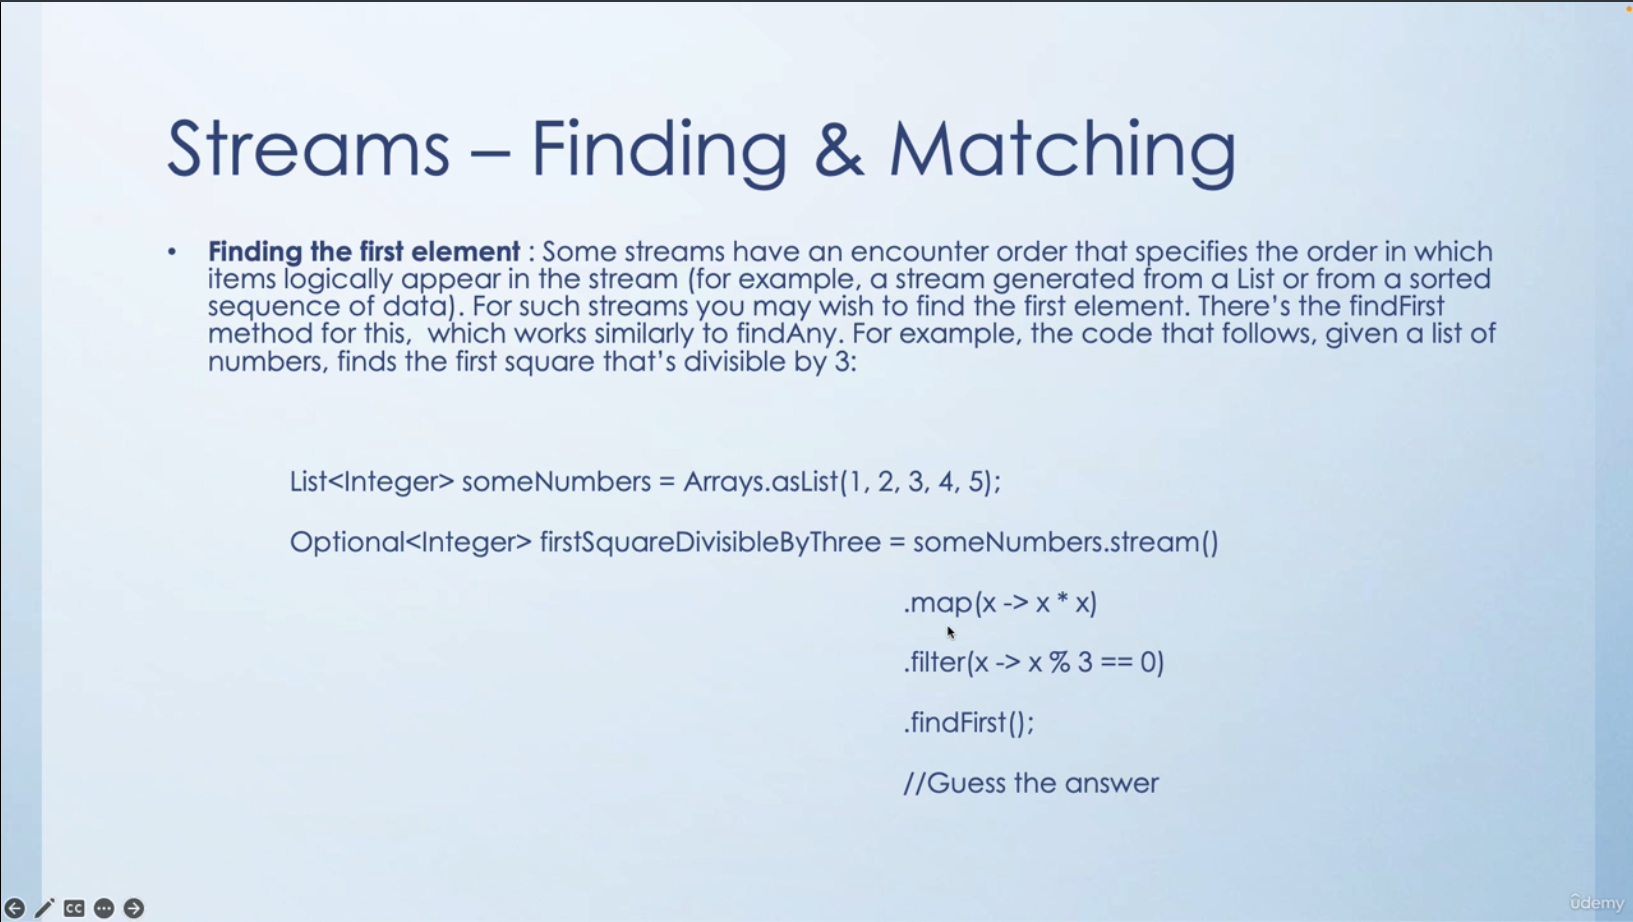 Streams – Finding & Matching
• Finding the first element : Some streams have an encounter order that specifies the order in which
items logically appear in the stream (for example, a stream generated from a List or from a sorted
sequence of data). For such streams you may wish to find the first element. There’s the findFirst
method for this,  which works similarly to findAny. For example, the code that follows, given a list of
numbers, finds the first square that’s divisible by 3:
List<Integer> someNumbers = Arrays.asList(1, 2, 3, 4, 5);
Optional<Integer> firstSquareDivisibleByThree = someNumbers.stream()
.map(x -> x * x)
.filter(x -> x % 3 == 0)
.findFirst();
//Guess the answer
CC
ûdemy